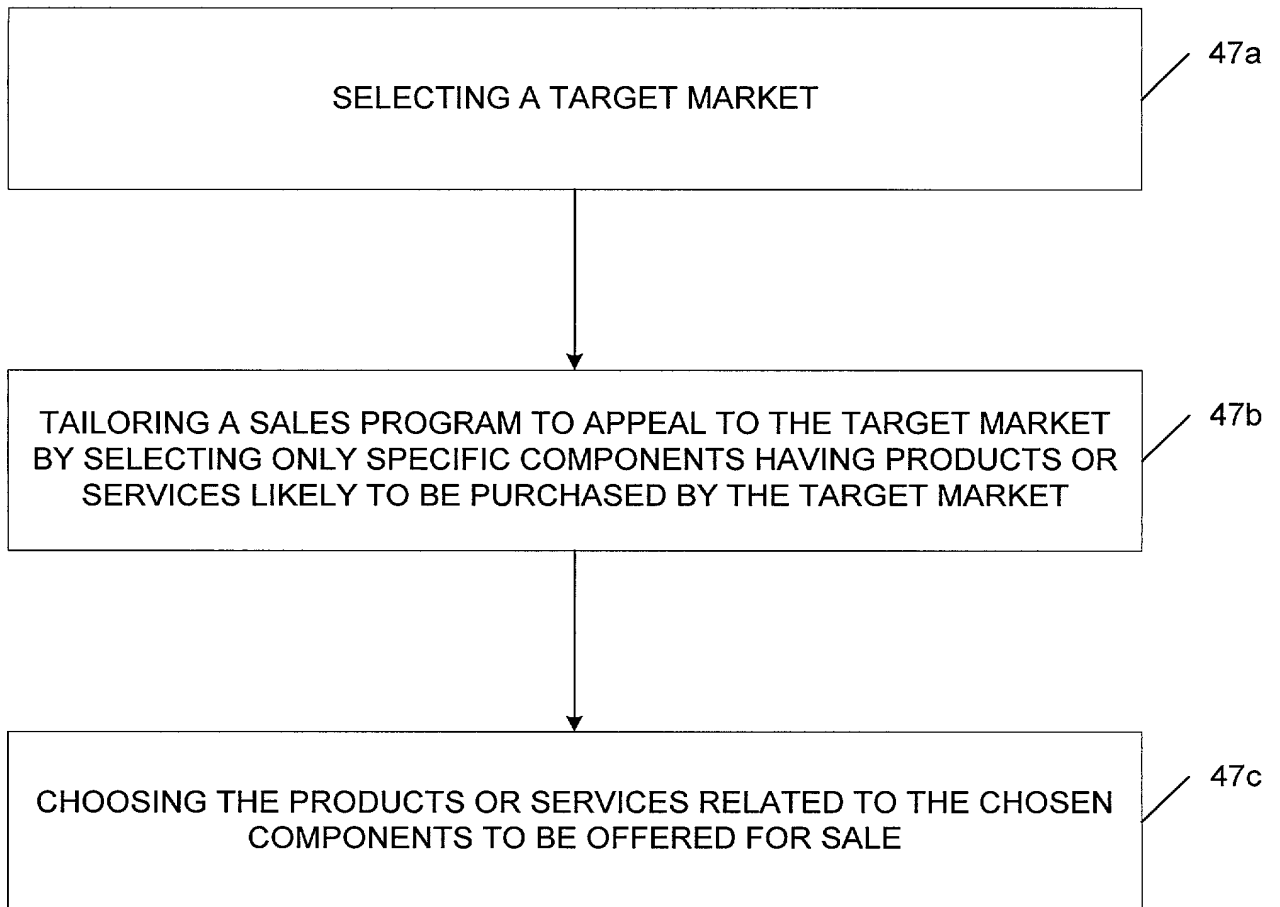 47a
SELECTING A TARGET MARKET
47b
TAILORING A SALES PROGRAM TO APPEAL TO THE TARGET MARKET
BY SELECTING ONLY SPECIFIC COMPONENTS HAVING PRODUCTS OR
SERVICES LIKELY TO BE PURCHASED BY THE TARGET MARKET
47c
CHOOSING THE PRODUCTS OR SERVICES RELATED TO THE CHOSEN
COMPONENTS TO BE OFFERED FOR SALE